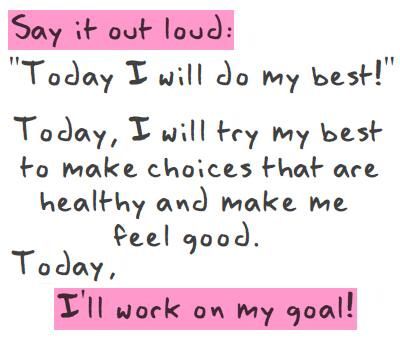 Say it out loud:
"Today I will do my best!"
Today, I will try my best
to make choices that are
healthy and make me
feel good.
Today,
I'll work on my goal!